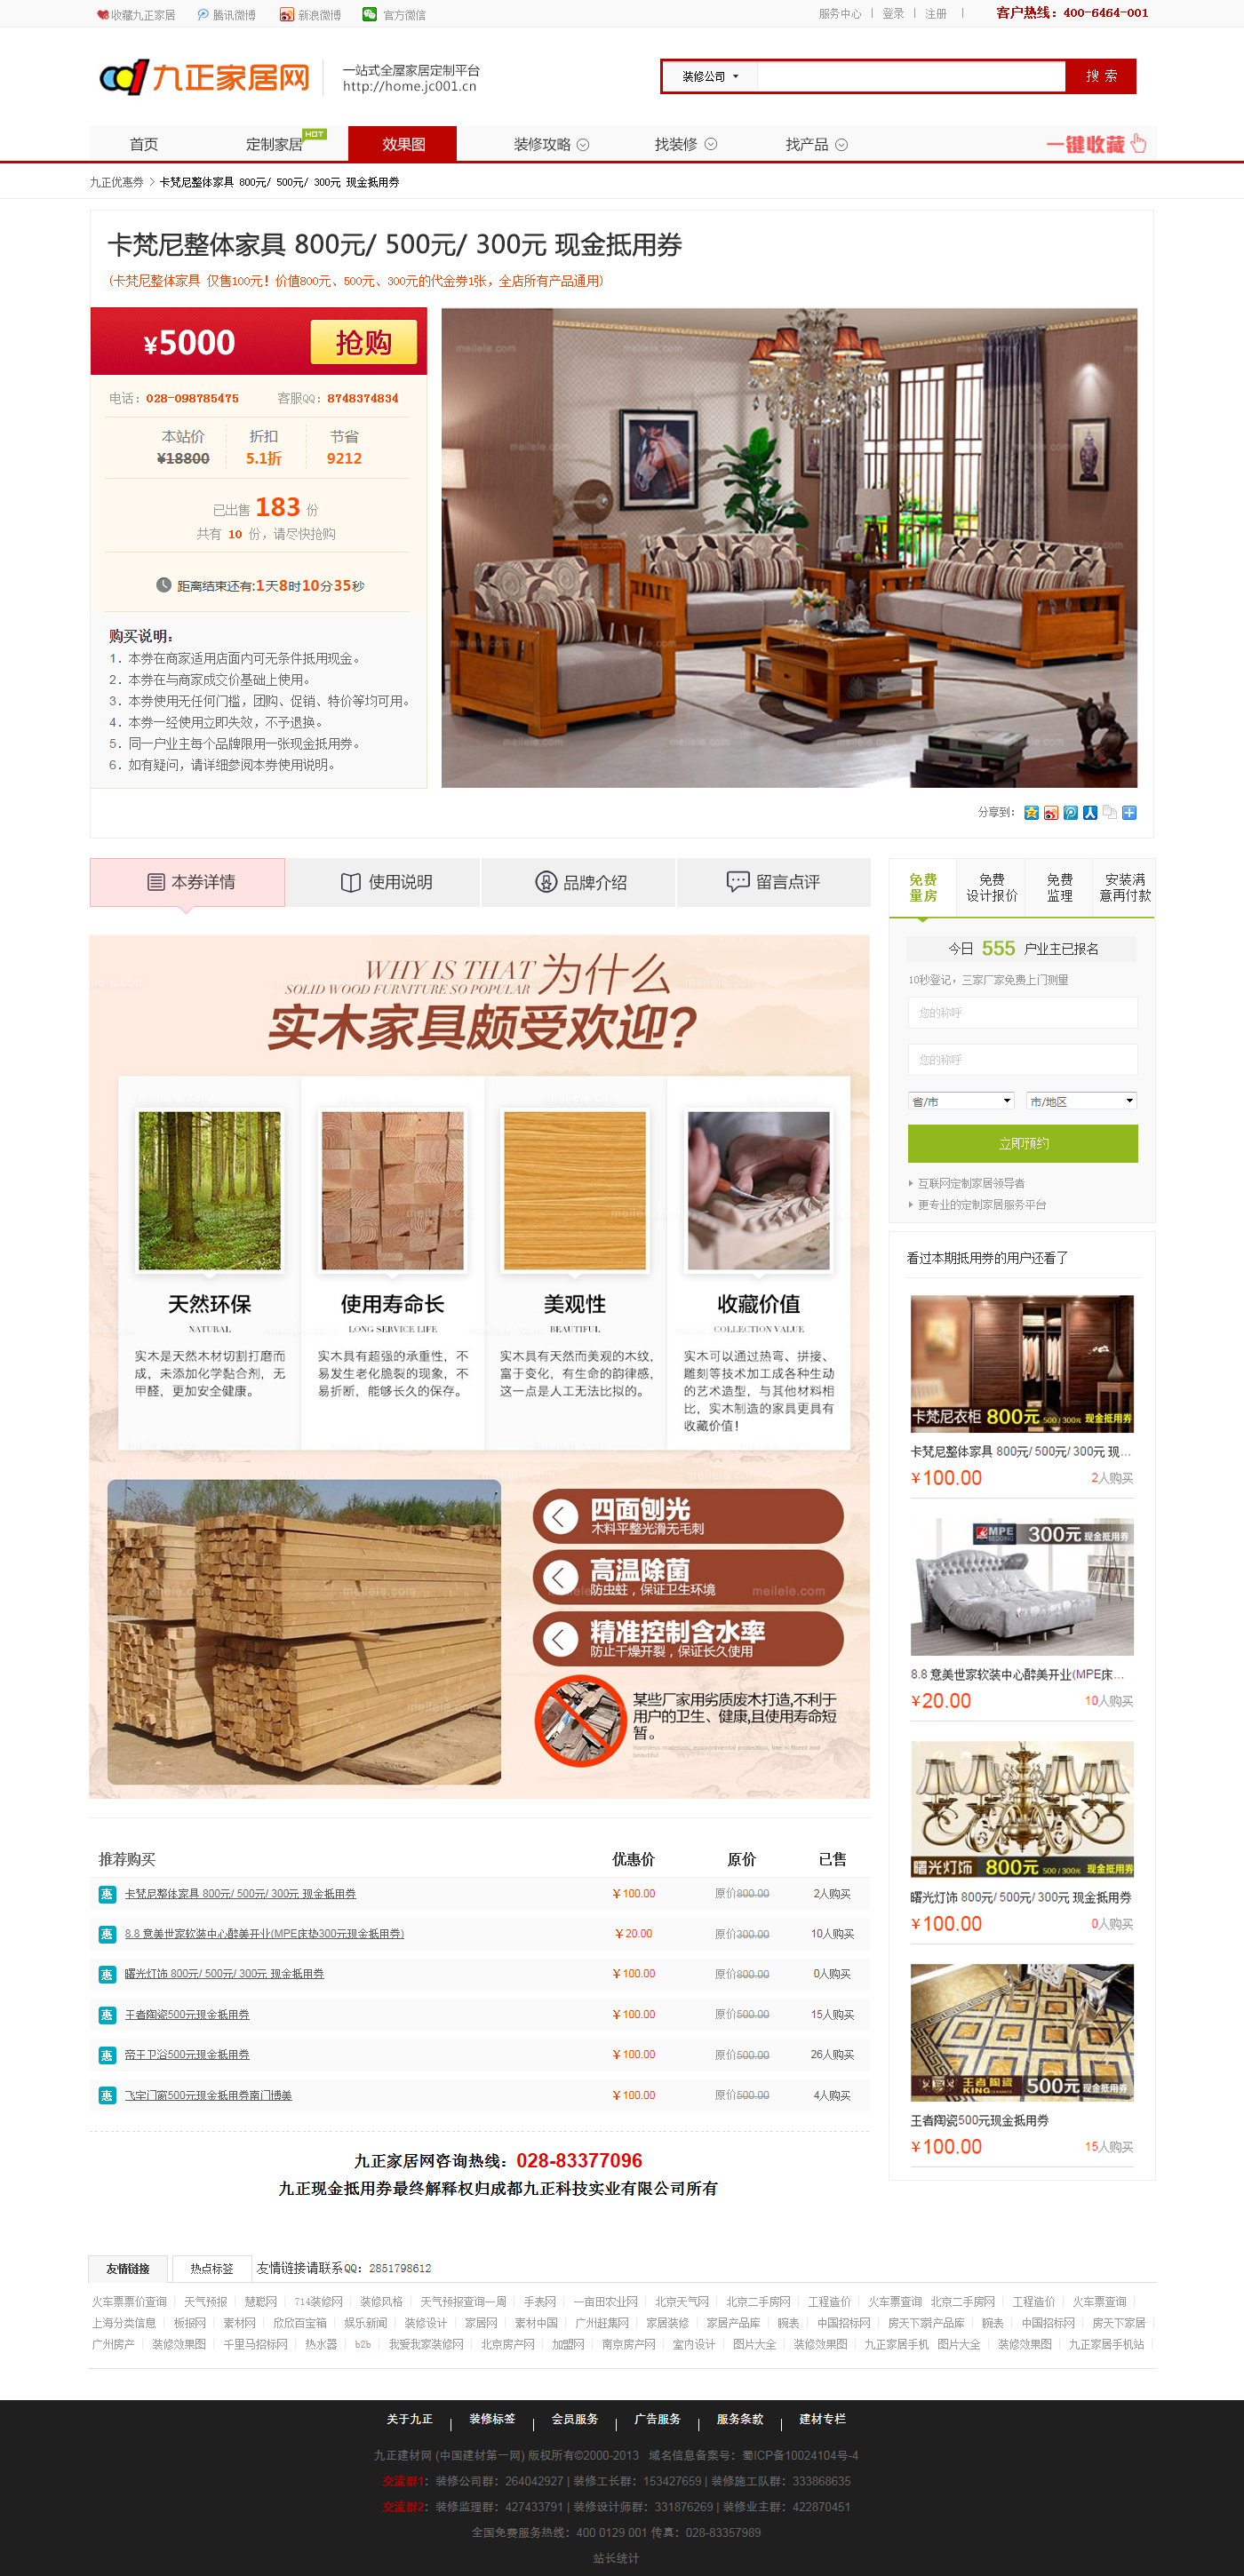 收藏九正家居 腾讯微博 新浪微博 官方微信 服务中心 | 登录 | 注册 | 客户热线：400-6464-001
九正家居网 一站式全屋家居定制平台
http://home.jc001.cn
装修公司 搜 索
首页 定制家居 HOT 效果图 装修攻略 找装修 找产品 一键收藏
九正优惠券 > 卡梵尼整体家具 800元/ 500元/ 300元 现金抵用券
卡梵尼整体家具 800元/ 500元/ 300元 现金抵用券
(卡梵尼整体家具 仅售100元！价值800元、500元、300元的代金券1张，全店所有产品通用)
¥5000 抢购
电话：028-098785475 客服QQ：8748374834
本站价 折扣 节省
¥18800 5.1折 9212
已出售 183 份
共有 10 份，请尽快抢购
距离结束还有:1天8时10分35秒
购买说明：
1．本券在商家适用店面内可无条件抵用现金。
2．本券在与商家成交价基础上使用。
3．本券使用无任何门槛，团购、促销、特价等均可用。
4．本券一经使用立即失效，不予退换。
5．同一户业主每个品牌限用一张现金抵用券。
6．如有疑问，请详细参阅本券使用说明。
meilele.com
分享到：
本券详情 使用说明 品牌介绍 留言点评
WHY IS THAT 为什么
SOLID WOOD FURNITURE SO POPULAR
实木家具颇受欢迎?
天然环保 使用寿命长 美观性 收藏价值
NATURAL LONG SERVICE LIFE BEAUTIFUL COLLECTION VALUE
实木是天然木材切割打磨而成，未添加化学黏合剂，无甲醛，更加安全健康。
实木具有超强的承重性，不易发生老化脆裂的现象，不易折断，能够长久的保存。
实木具有天然而美观的木纹，富于变化，有生命的韵律感，这一点是人工无法比拟的。
实木可以通过热弯、拼接、雕刻等技术加工成各种生动的艺术造型，与其他材料相比，实木制造的家具更具有收藏价值！
四面刨光
木料平整光滑无毛刺
高温除菌
防虫蛀，保证卫生环境
精准控制含水率
防止干燥开裂，保证长久使用
某些厂家用劣质废木打造,不利于
用户的卫生、健康,且使用寿命短
暂。
推荐购买 优惠价 原价 已售
惠 卡梵尼整体家具 800元/ 500元/ 300元 现金抵用券 ￥100.00 原价800.00 2人购买
惠 8.8 意美世家软装中心醉美开业(MPE床垫300元现金抵用券) ￥20.00 原价300.00 10人购买
惠 曙光灯饰 800元/ 500元/ 300元 现金抵用券 ￥100.00 原价800.00 0人购买
惠 王者陶瓷500元现金抵用券 ￥100.00 原价500.00 15人购买
惠 帝王卫浴500元现金抵用券 ￥100.00 原价500.00 26人购买
惠 飞宇门窗500元现金抵用券南门博美 ￥100.00 原价500.00 4人购买
九正家居网咨询热线：028-83377096
九正现金抵用券最终解释权归成都九正科技实业有限公司所有
免费量房 免费设计报价 免费监理 安装满意再付款
今日 555 户业主已报名
10秒登记，三家厂家免费上门测量
您的称呼
您的称呼
省/市 市/地区
立即预约
互联网定制家居领导者
更专业的定制家居服务平台
看过本期抵用券的用户还看了
卡梵尼衣柜 800元 500 / 300元 现金抵用券
卡梵尼整体家具 800元/ 500元/ 300元 现...
￥100.00 2人购买
MPE 300元 现金抵用券
8.8 意美世家软装中心醉美开业(MPE床...
￥20.00 10人购买
曙光灯饰 800元 500 / 300元 现金抵用券
曙光灯饰 800元/ 500元/ 300元 现金抵用券
￥100.00 0人购买
王者陶瓷 KING 500元 现金抵用券
王者陶瓷500元现金抵用券
￥100.00 15人购买
友情链接 热点标签 友情链接请联系QQ：2851798612
火车票票价查询 | 天气预报 | 慧聪网 | 714装修网 | 装修风格 | 天气预报查询一周 | 手表网 | 一亩田农业网 | 北京天气网 | 北京二手房网 | 工程造价 | 火车票查询 北京二手房网 | 工程造价 | 火车票查询 |
上海分类信息 | 板报网 | 素材网 | 欣欣百宝箱 | 娱乐新闻 | 装修设计 | 家居网 | 素材中国 | 广州赶集网 | 家居装修 | 家居产品库 | 腕表 | 中国招标网 | 房天下家产品库 | 腕表 | 中国招标网 | 房天下家居 |
广州房产 | 装修效果图 | 千里马招标网 | 热水器 | b2b | 我爱我家装修网 | 北京房产网 | 加盟网 | 南京房产网 | 室内设计 | 图片大全 | 装修效果图 | 九正家居手机 图片大全 | 装修效果图 | 九正家居手机站 |
关于九正 | 装修标签 | 会员服务 | 广告服务 | 服务条款 | 建材专栏
九正建材网 (中国建材第一网) 版权所有©2000-2013 域名信息备案号：蜀ICP备10024104号-4
交流群1：装修公司群：264042927 | 装修工长群：153427659 | 装修施工队群：333868635
交流群2：装修监理群：427433791 | 装修设计师群：331876269 | 装修业主群：422870451
全国免费服务热线：400 0129 001 传真：028-83357989
站长统计